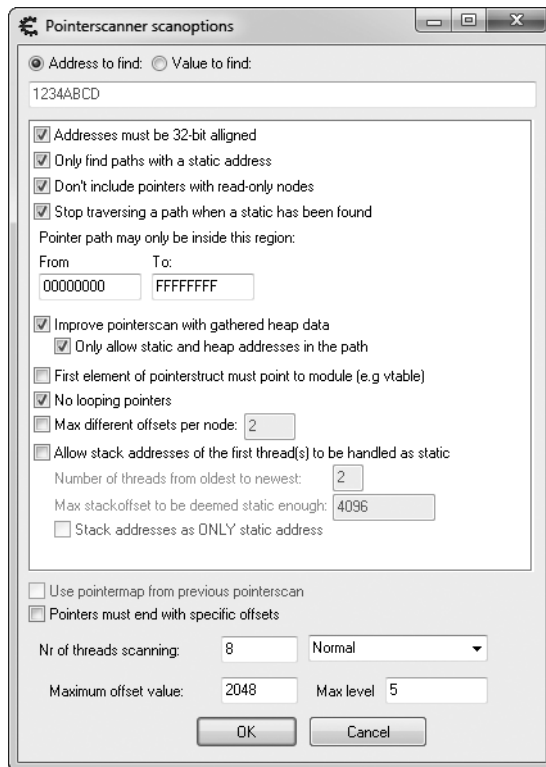 Pointerscanner scanoptions
Address to find: Value to find:
1234ABCD
Addresses must be 32-bit alligned
Only find paths with a static address
Don't include pointers with read-only nodes
Stop traversing a path when a static has been found
Pointer path may only be inside this region:
From To:
00000000 FFFFFFFF
Improve pointerscan with gathered heap data
Only allow static and heap addresses in the path
First element of pointerstruct must point to module (e.g vtable)
No looping pointers
Max different offsets per node: 2
Allow stack addresses of the first thread(s) to be handled as static
Number of threads from oldest to newest: 2
Max stackoffset to be deemed static enough: 4096
Stack addresses as ONLY static address
Use pointermap from previous pointerscan
Pointers must end with specific offsets
Nr of threads scanning: 8 Normal
Maximum offset value: 2048 Max level 5
OK Cancel